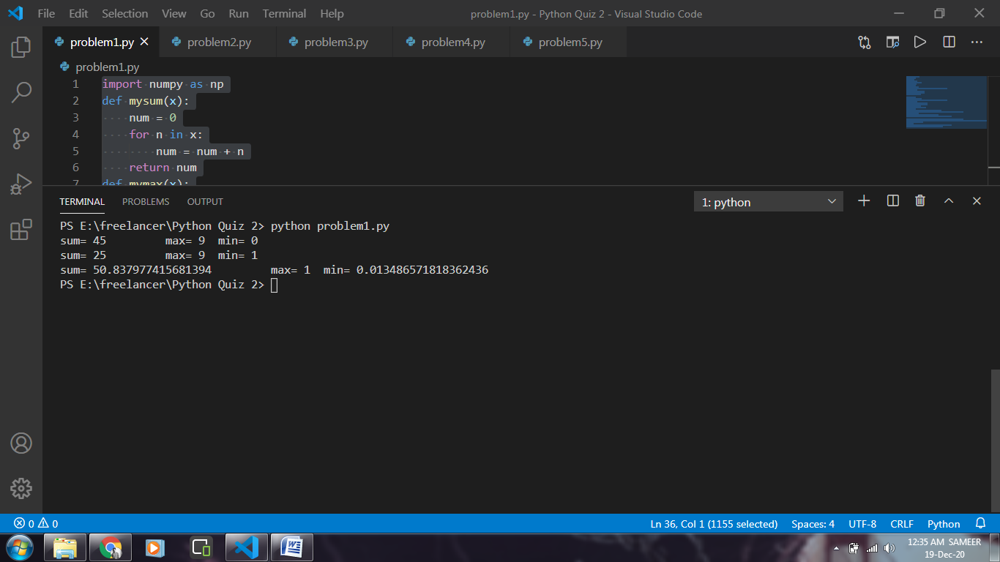 File Edit Selection View Go Run Terminal Help problem1.py - Python Quiz 2 - Visual Studio Code
problem1.py problem2.py problem3.py problem4.py problem5.py
problem1.py
1 import numpy as np
2 def mysum(x):
3 num = 0
4 for n in x:
5 num = num + n
6 return num
7 def mymax(x):
TERMINAL PROBLEMS OUTPUT 1: python
PS E:\freelancer\Python Quiz 2> python problem1.py
sum= 45 max= 9 min= 0
sum= 25 max= 9 min= 1
sum= 50.837977415681394 max= 1 min= 0.013486571818362436
PS E:\freelancer\Python Quiz 2>
0 0 Ln 36, Col 1 (1155 selected) Spaces: 4 UTF-8 CRLF Python
12:35 AM SAMEER
19-Dec-20